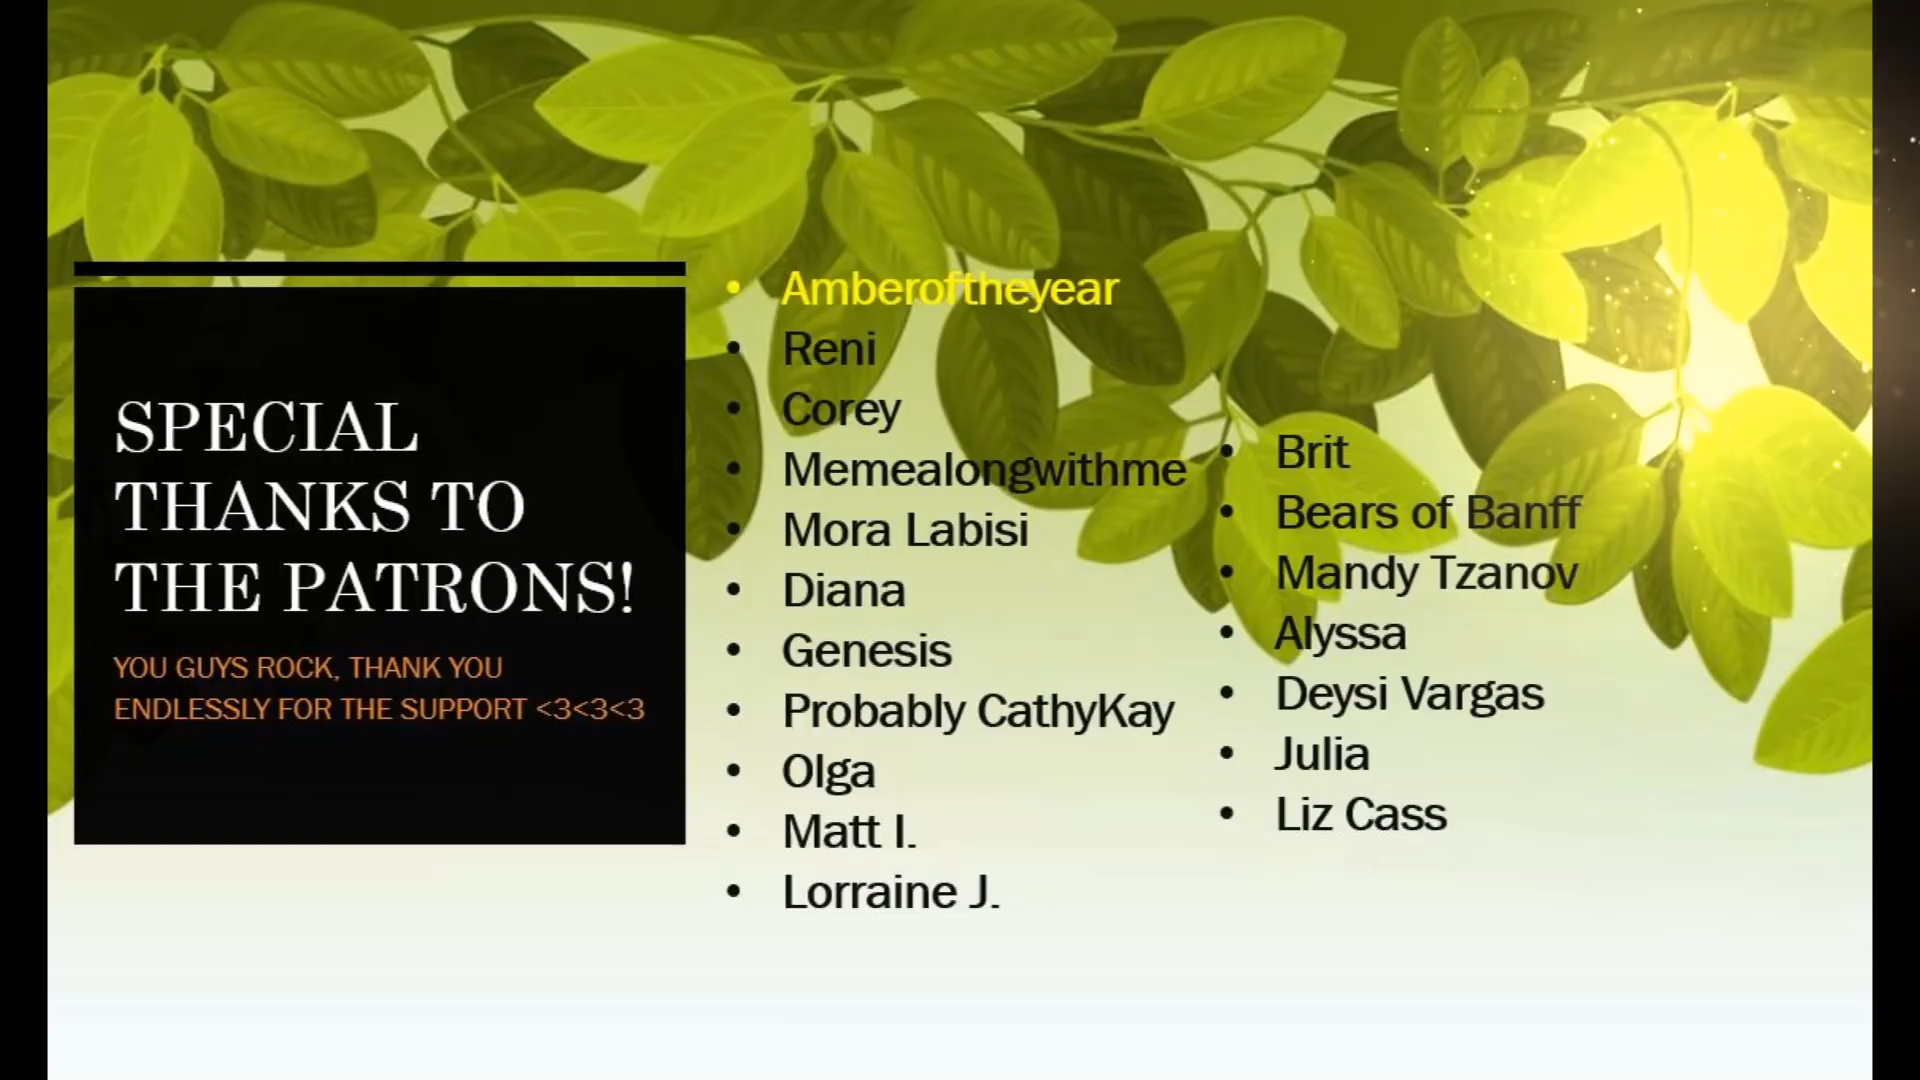 SPECIAL
THANKS TO
THE PATRONS!
YOU GUYS ROCK, THANK YOU
ENDLESSLY FOR THE SUPPORT <3<3<3
• Amberoftheyear
• Reni
• Corey
• Memealongwithme
• Mora Labisi
• Diana
• Genesis
• Probably CathyKay
• Olga
• Matt I.
• Lorraine J.
• Brit
• Bears of Banff
• Mandy Tzanov
• Alyssa
• Deysi Vargas
• Julia
• Liz Cass